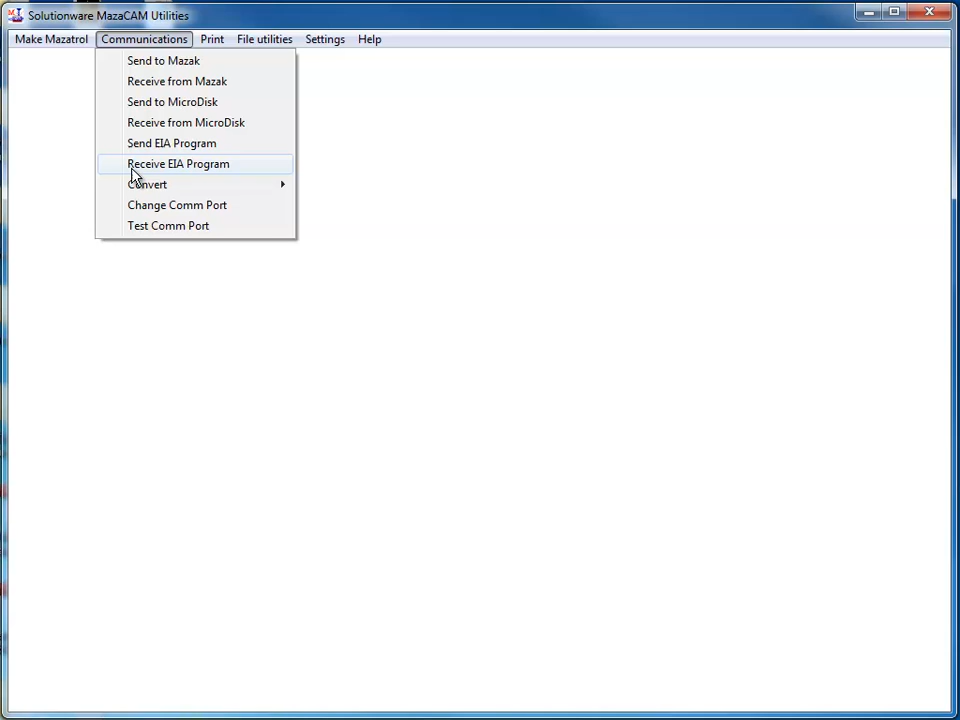 Solutionware MazaCAM Utilities
Make Mazatrol Communications Print File utilities Settings Help
Send to Mazak
Receive from Mazak
Send to MicroDisk
Receive from MicroDisk
Send EIA Program
Receive EIA Program
Convert
Change Comm Port
Test Comm Port